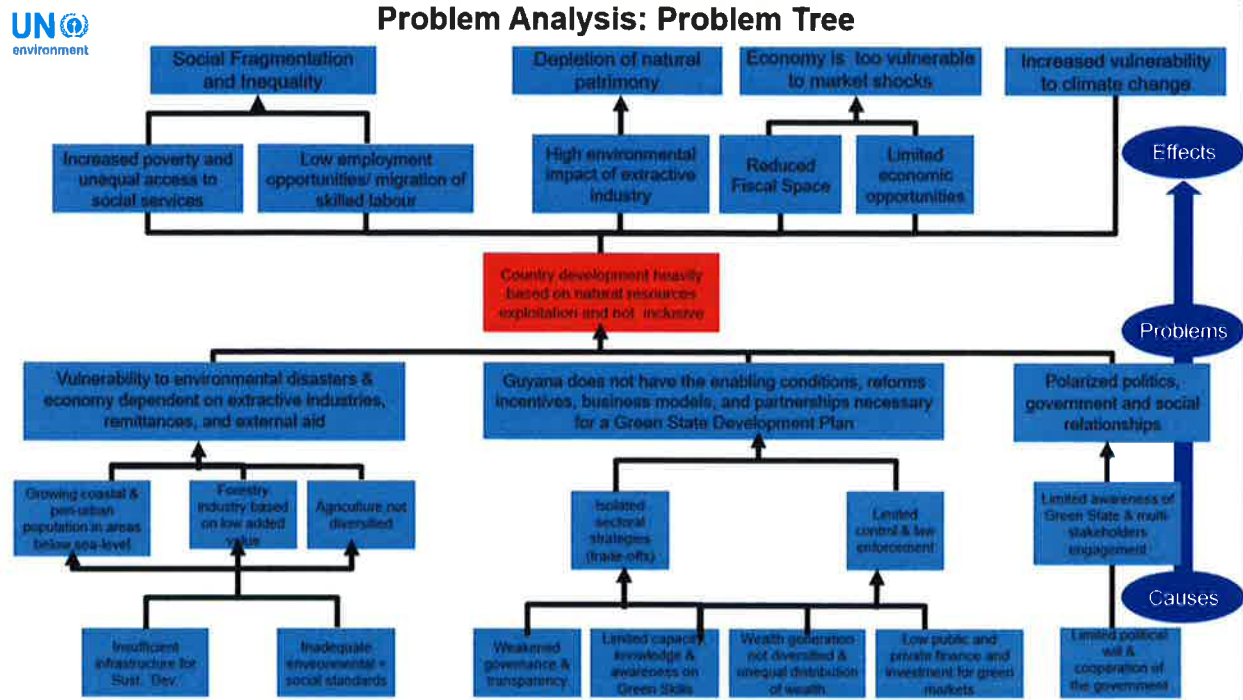 Problem Analysis: Problem Tree
UN
environment
Social Fragmentation
and Inequality
Depletion of natural
patrimony
Economy is too vulnerable
to market shocks
Increased vulnerability
to climate change
Increased poverty and
unequal access to
social services
Low employment
opportunities/ migration of
skilled labour
High environmental
impact of extractive
industry
Reduced
Fiscal Space
Limited
economic
opportunities
Effects
Country development heavily
based on natural resources
exploitation and not inclusive
Problems
Vulnerability to environmental disasters &
economy dependent on extractive industries,
remittances, and external aid
Guyana does not have the enabling conditions, reforms
incentives, business models, and partnerships necessary
for a Green State Development Plan
Polarized politics,
government and social
relationships
Growing coastal &
peri-urban
population in areas
below sea-level
Forestry
industry based
on low added
value
Agriculture not
diversified
Isolated
sectoral
strategies
(trade-offs)
Limited
control & law
enforcement
Limited awareness of
Green State & multi-
stakeholders
engagement
Causes
Insufficient
infrastructure for
Sust. Dev.
Inadequate
environmental +
social standards
Weakened
governance &
transparency
Limited capacity,
knowledge &
awareness on
Green Skills
Wealth generation
not diversified &
unequal distribution
of wealth
Low public and
private finance and
investment for green
markets
Limited political
will &
cooperation of
the government